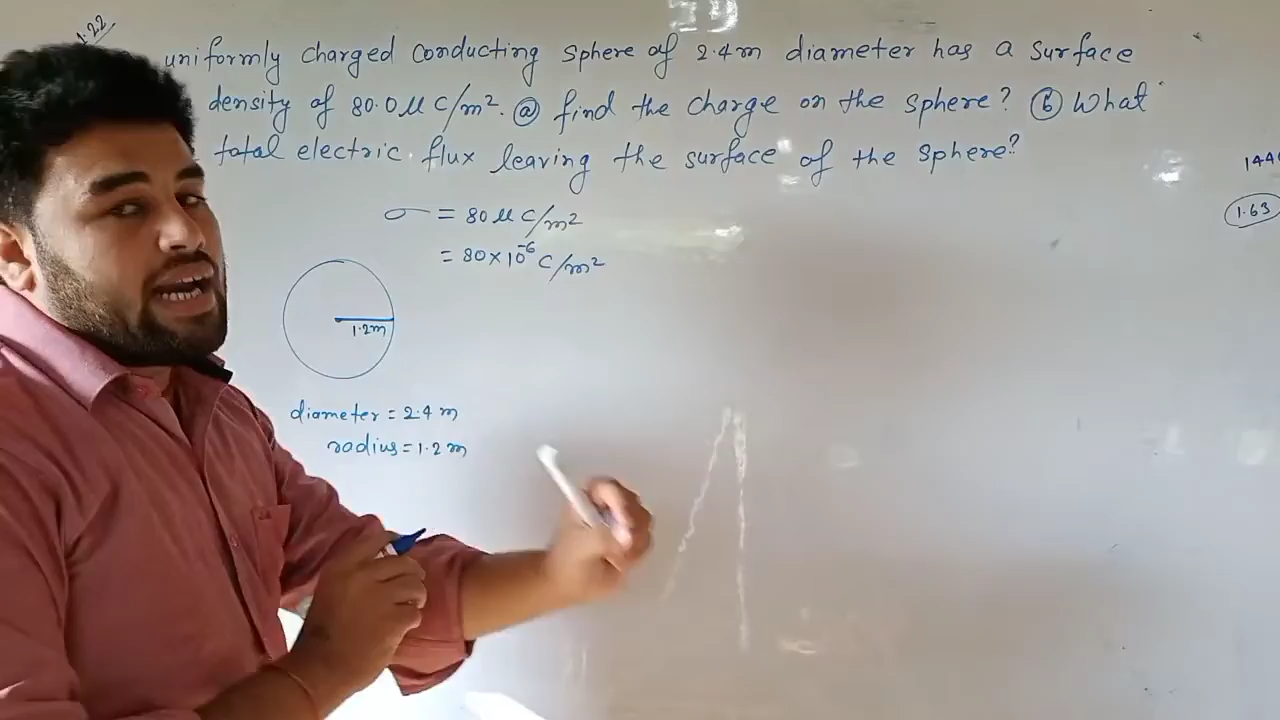 1.22
uniformly charged conducting sphere of 2.4m diameter has a surface
density of 80.0 μ C/m². ⓐ find the charge on the sphere? ⓑ What
total electric flux leaving the surface of the sphere?
144
1.63
σ = 80 μ C/m²
= 80×10⁻⁶ C/m²
1.2m
diameter = 2.4 m
radius = 1.2 m